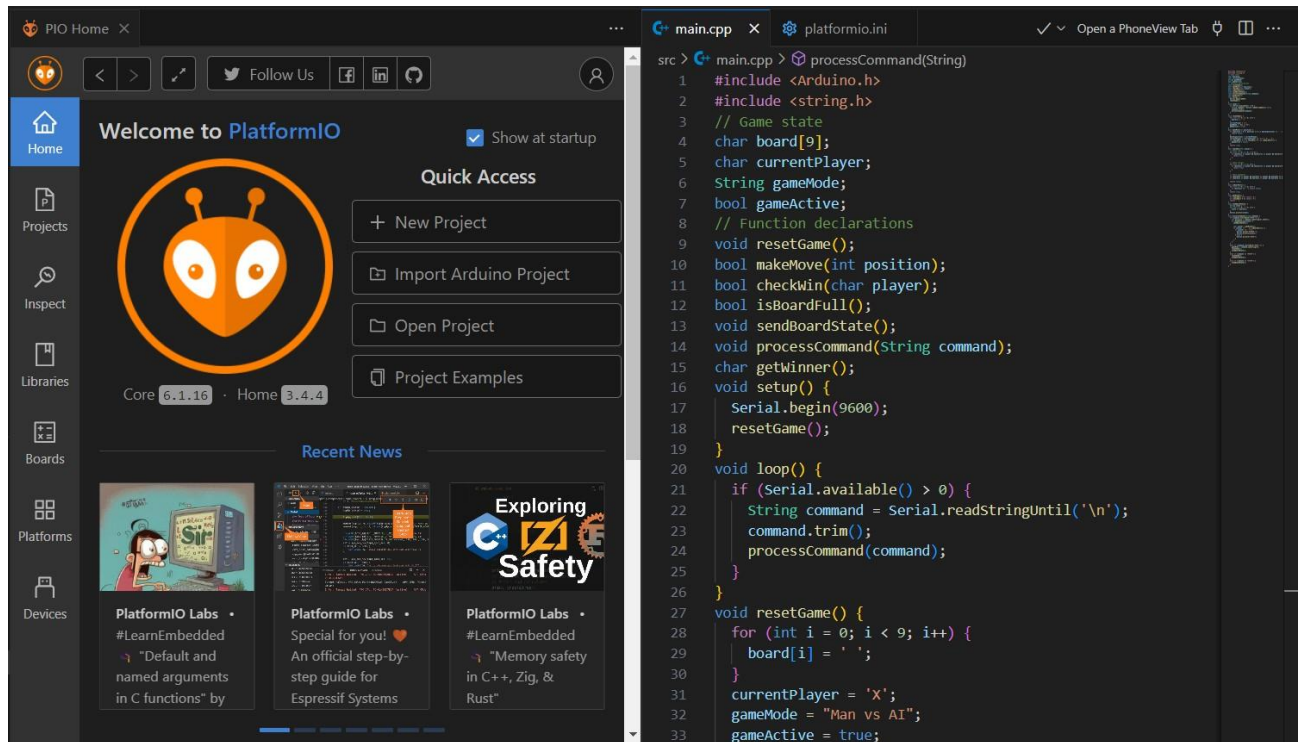 PIO Home
main.cpp
platformio.ini
Open a PhoneView Tab
Follow Us
Home
Projects
Inspect
Libraries
Boards
Platforms
Devices
Welcome to PlatformIO
Show at startup
Quick Access
New Project
Import Arduino Project
Open Project
Project Examples
Core 6.1.16 · Home 3.4.4
Recent News
Sir
PlatformIO Labs •
#LearnEmbedded
"Default and
named arguments
in C functions" by
PlatformIO Labs •
Special for you!
An official step-by-
step guide for
Espressif Systems
Exploring
C++
Safety
PlatformIO Labs •
#LearnEmbedded
"Memory safety
in C++, Zig, &
Rust"
src > main.cpp > processCommand(String)
1 #include <Arduino.h>
2 #include <string.h>
3 // Game state
4 char board[9];
5 char currentPlayer;
6 String gameMode;
7 bool gameActive;
8 // Function declarations
9 void resetGame();
10 bool makeMove(int position);
11 bool checkWin(char player);
12 bool isBoardFull();
13 void sendBoardState();
14 void processCommand(String command);
15 char getWinner();
16 void setup() {
17 Serial.begin(9600);
18 resetGame();
19 }
20 void loop() {
21 if (Serial.available() > 0) {
22 String command = Serial.readStringUntil('\n');
23 command.trim();
24 processCommand(command);
25 }
26 }
27 void resetGame() {
28 for (int i = 0; i < 9; i++) {
29 board[i] = ' ';
30 }
31 currentPlayer = 'X';
32 gameMode = "Man vs AI";
33 gameActive = true;